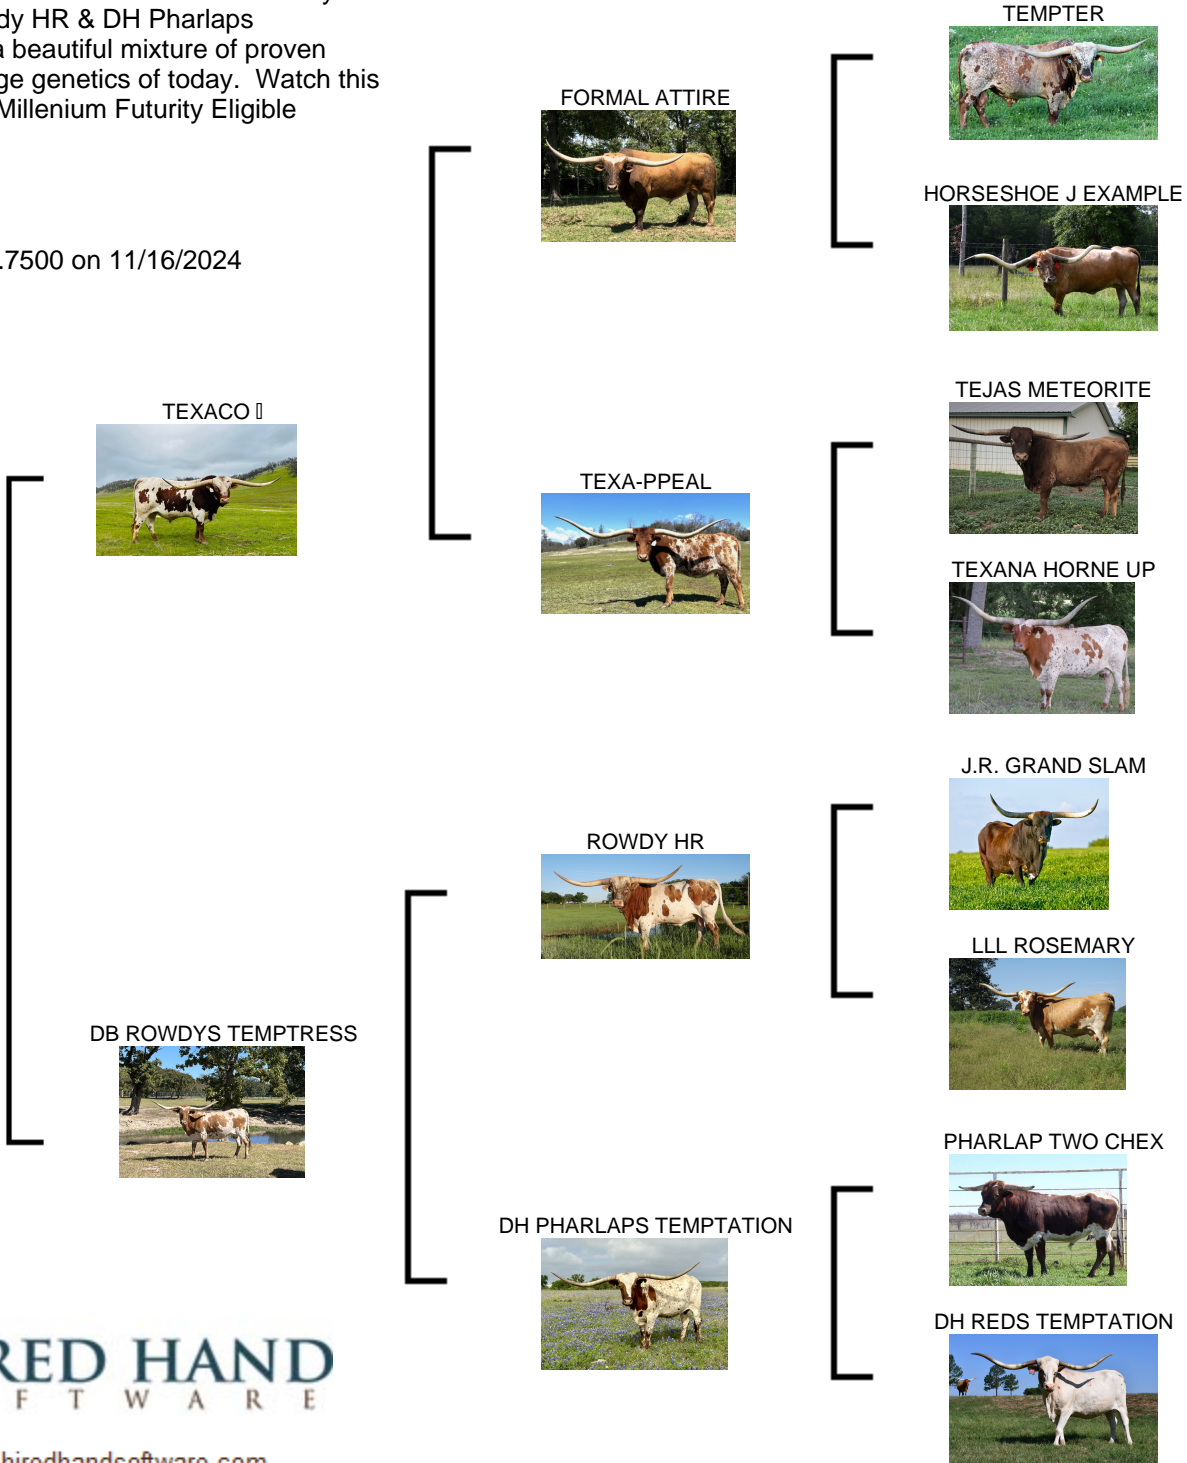 dy HR & DH Pharlaps
a beautiful mixture of proven
ge genetics of today. Watch this
Millenium Futurity Eligible
.7500 on 11/16/2024
TEXACO
DB ROWDYS TEMPTRESS
FORMAL ATTIRE
TEXA-PPEAL
ROWDY HR
DH PHARLAPS TEMPTATION
TEMPTER
HORSESHOE J EXAMPLE
TEJAS METEORITE
TEXANA HORNE UP
J.R. GRAND SLAM
LLL ROSEMARY
PHARLAP TWO CHEX
DH REDS TEMPTATION
RED HAND
F T W A R E
hiredhandsoftware.com